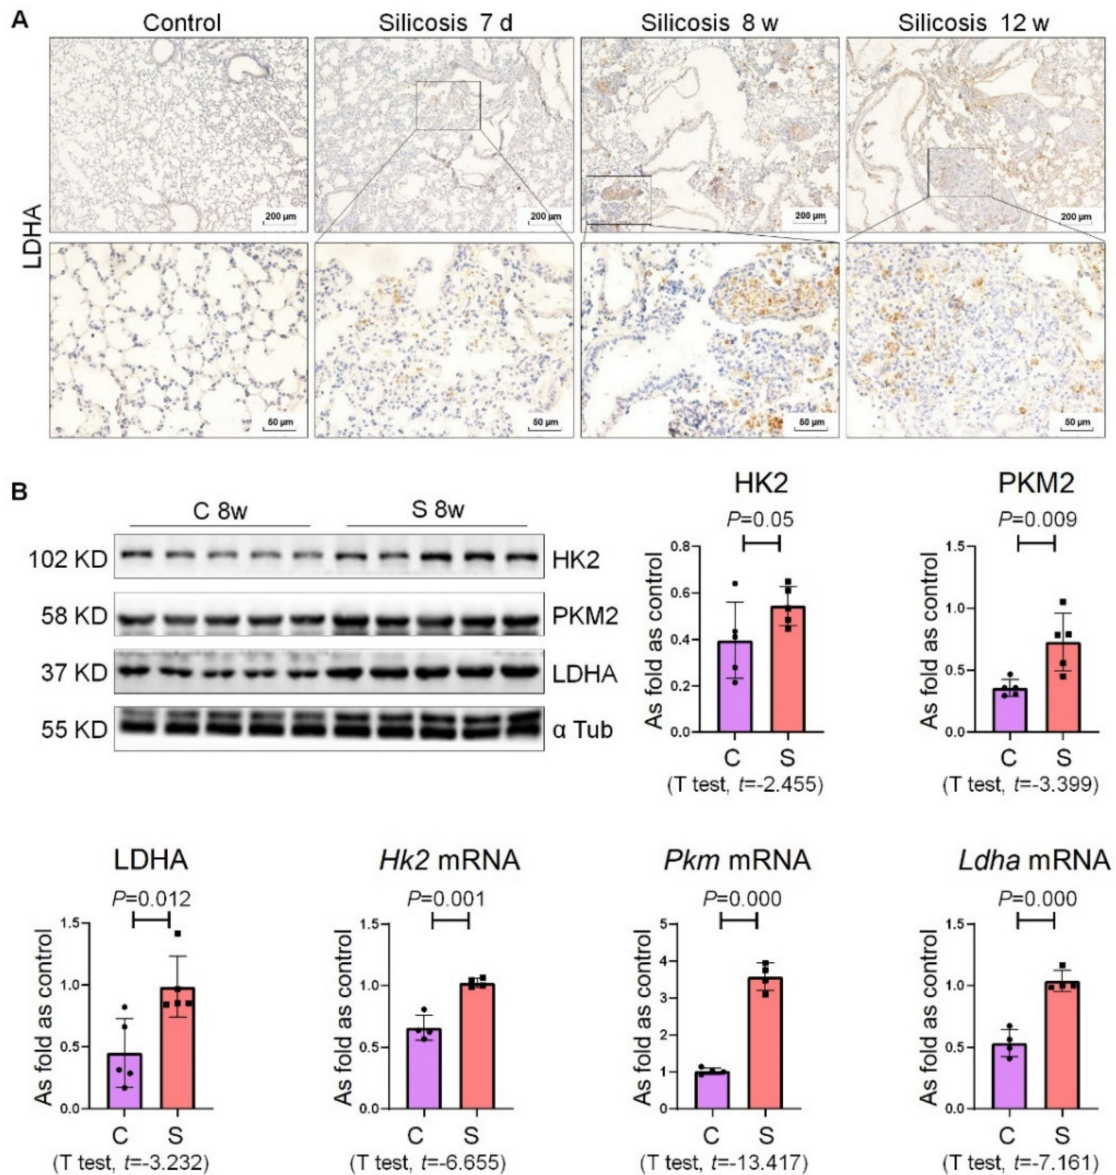 A
Control
Silicosis 7 d
Silicosis 8 w
Silicosis 12 w
LDHA
200 µm
200 µm
200 µm
200 µm
50 µm
50 µm
50 µm
50 µm
B
C 8w
S 8w
102 KD
HK2
58 KD
PKM2
37 KD
LDHA
55 KD
α Tub
HK2
P=0.05
As fold as control
0.8
0.6
0.4
0.2
0.0
C
S
(T test, t=-2.455)
PKM2
P=0.009
As fold as control
1.5
1.0
0.5
0.0
C
S
(T test, t=-3.399)
LDHA
P=0.012
As fold as control
1.5
1.0
0.5
0.0
C
S
(T test, t=-3.232)
Hk2 mRNA
P=0.001
As fold as control
1.5
1.0
0.5
0.0
C
S
(T test, t=-6.655)
Pkm mRNA
P=0.000
As fold as control
5
4
3
2
1
0
C
S
(T test, t=-13.417)
Ldha mRNA
P=0.000
As fold as control
1.5
1.0
0.5
0.0
C
S
(T test, t=-7.161)